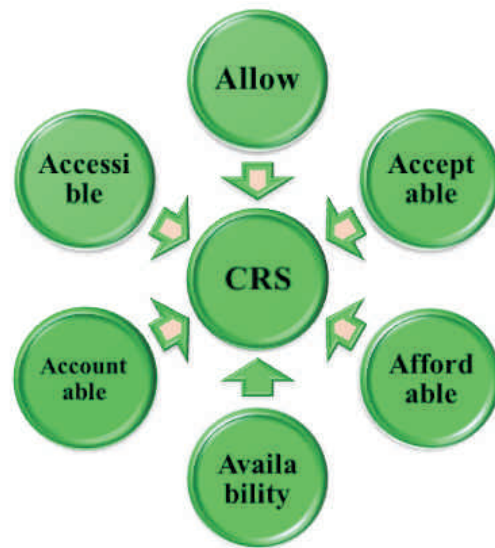 Allow
Accessi
ble
Accept
able
CRS
Account
able
Afford
able
Availa
bility